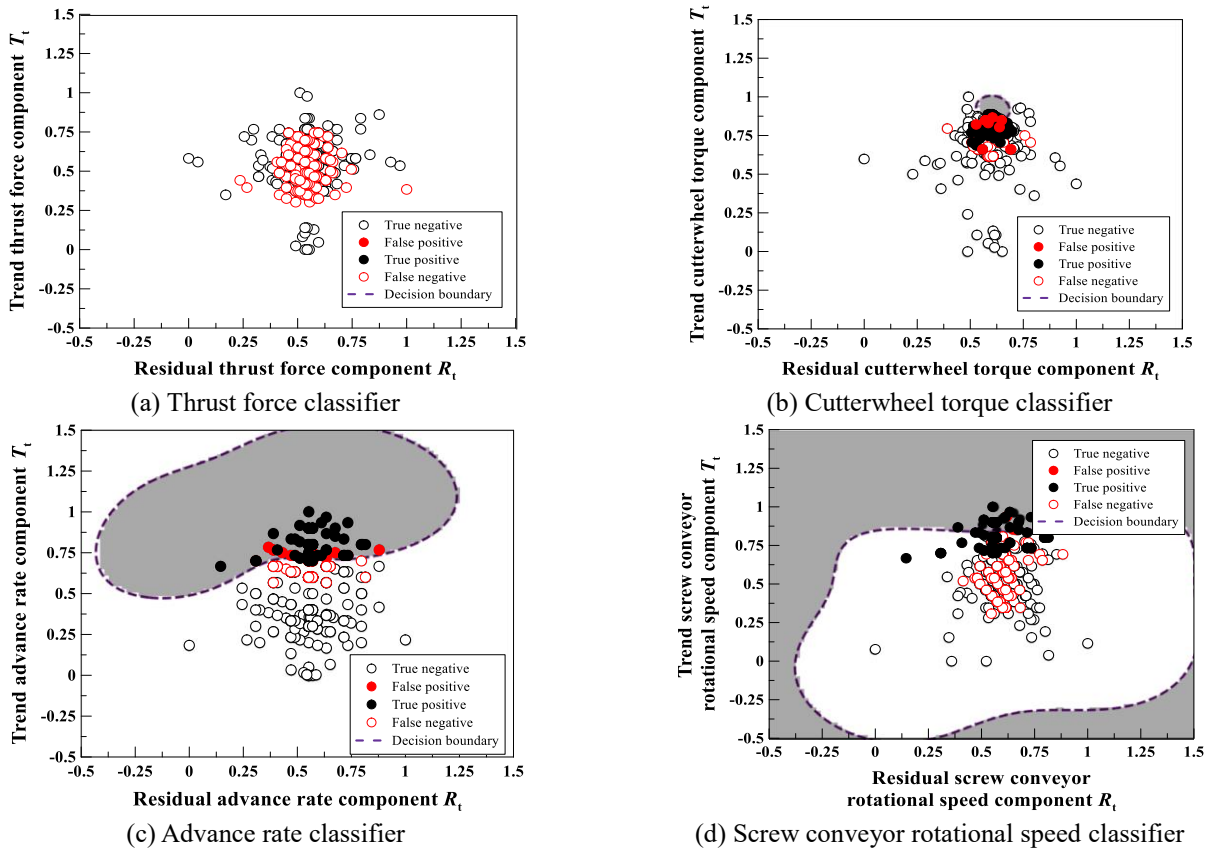 Trend thrust force component Tt
1.5
1.25
1
0.75
0.5
0.25
0
-0.25
-0.5
True negative
False positive
True positive
False negative
Decision boundary
-0.5 -0.25 0 0.25 0.5 0.75 1 1.25 1.5
Residual thrust force component Rt
(a) Thrust force classifier
Trend cutterwheel torque component Tt
1.5
1.25
1
0.75
0.5
0.25
0
-0.25
-0.5
True negative
False positive
True positive
False negative
Decision boundary
-0.5 -0.25 0 0.25 0.5 0.75 1 1.25 1.5
Residual cutterwheel torque component Rt
(b) Cutterwheel torque classifier
Trend advance rate component Tt
1.5
1.25
1
0.75
0.5
0.25
0
-0.25
-0.5
True negative
False positive
True positive
False negative
Decision boundary
-0.5 -0.25 0 0.25 0.5 0.75 1 1.25 1.5
Residual advance rate component Rt
(c) Advance rate classifier
Trend screw conveyor
rotational speed component Tt
1.5
1.25
1
0.75
0.5
0.25
0
-0.25
-0.5
True negative
False positive
True positive
False negative
Decision boundary
-0.5 -0.25 0 0.25 0.5 0.75 1 1.25 1.5
Residual screw conveyor
rotational speed component Rt
(d) Screw conveyor rotational speed classifier